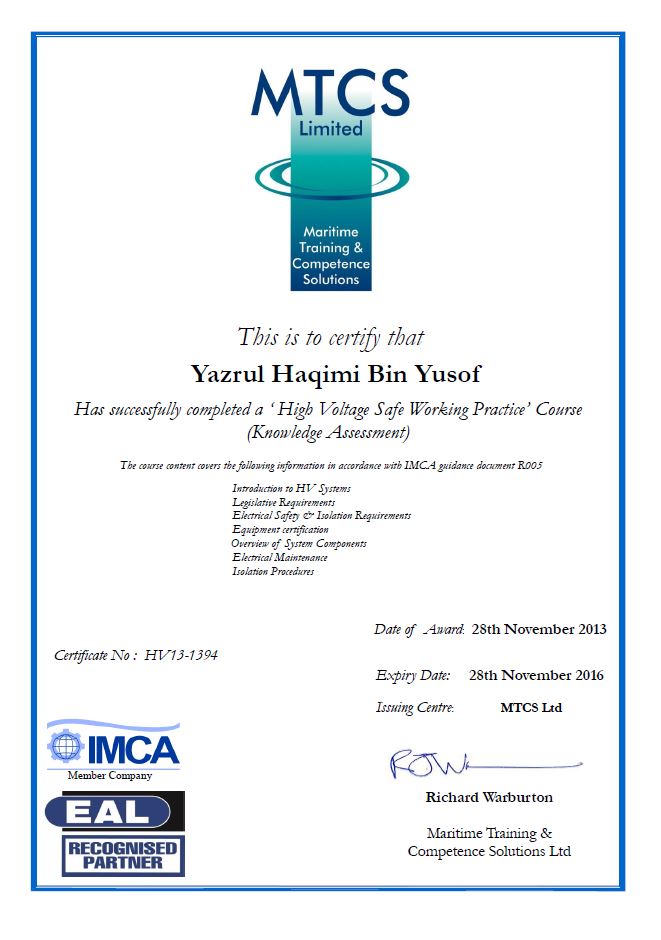 MTCS
Limited
Maritime
Training &
Competence
Solutions
This is to certify that
Yazrul Haqimi Bin Yusof
Has successfully completed a ‘ High Voltage Safe Working Practice’ Course
(Knowledge Assessment)
The course content covers the following information in accordance with IMCA guidance document R005
Introduction to HV Systems
Legislative Requirements
Electrical Safety & Isolation Requirements
Equipment certification
Overview of System Components
Electrical Maintenance
Isolation Procedures
Date of Award: 28th November 2013
Certificate No : HV13-1394
Expiry Date: 28th November 2016
Issuing Centre: MTCS Ltd
IMCA
Member Company
EAL
RECOGNISED
PARTNER
Richard Warburton
Maritime Training &
Competence Solutions Ltd